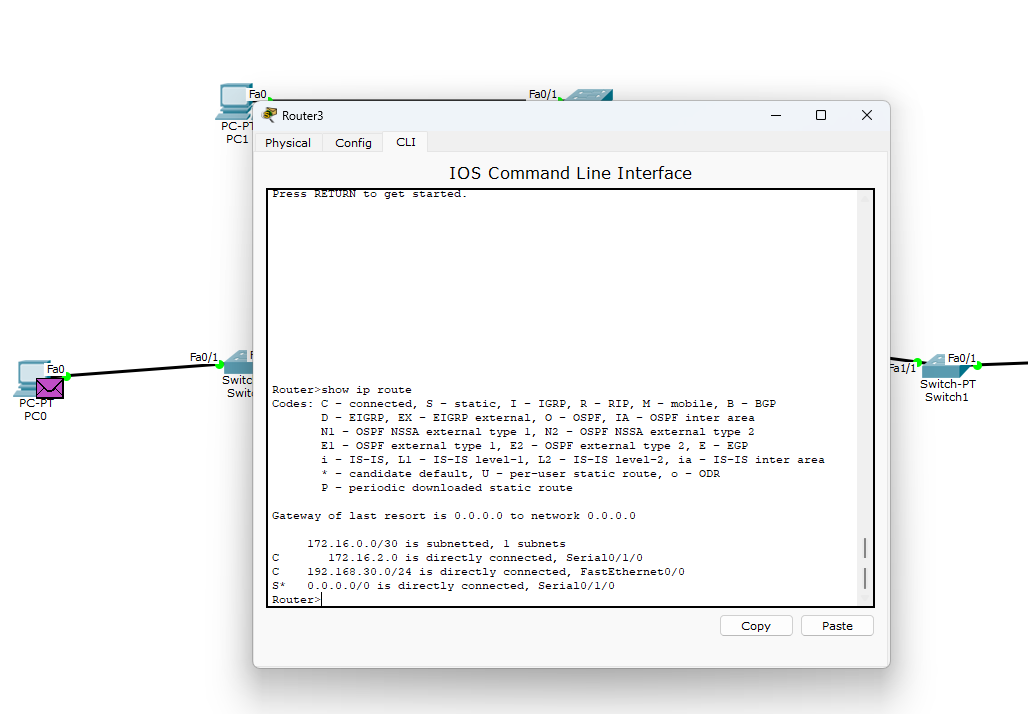 Fa0
Fa0/1
PC-PT
PC1
Router3
Physical
Config
CLI
IOS Command Line Interface
Press RETURN to get started.
Router>show ip route
Codes: C - connected, S - static, I - IGRP, R - RIP, M - mobile, B - BGP
D - EIGRP, EX - EIGRP external, O - OSPF, IA - OSPF inter area
N1 - OSPF NSSA external type 1, N2 - OSPF NSSA external type 2
E1 - OSPF external type 1, E2 - OSPF external type 2, E - EGP
i - IS-IS, L1 - IS-IS level-1, L2 - IS-IS level-2, ia - IS-IS inter area
* - candidate default, U - per-user static route, o - ODR
P - periodic downloaded static route
Gateway of last resort is 0.0.0.0 to network 0.0.0.0
172.16.0.0/30 is subnetted, 1 subnets
C 172.16.2.0 is directly connected, Serial0/1/0
C 192.168.30.0/24 is directly connected, FastEthernet0/0
S* 0.0.0.0/0 is directly connected, Serial0/1/0
Router>
Copy
Paste
Fa0
PC-PT
PC0
Fa0/1
F
Switc
Swit
Fa1/1
Fa0/1
Switch-PT
Switch1